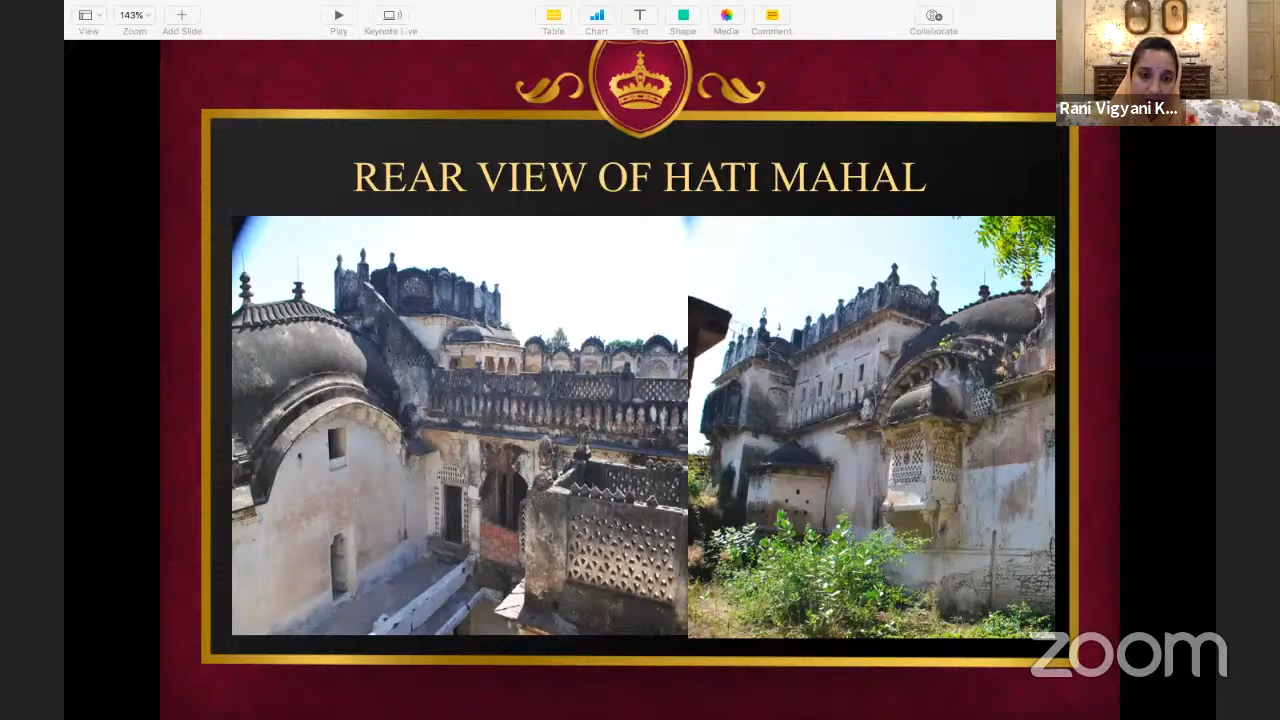 143%
View
Zoom
Add Slide
Play
Keynote Live
Table
Chart
Text
Shape
Media
Comment
Collaborate
Rani Vigyani K...
REAR VIEW OF HATI MAHAL
zoom